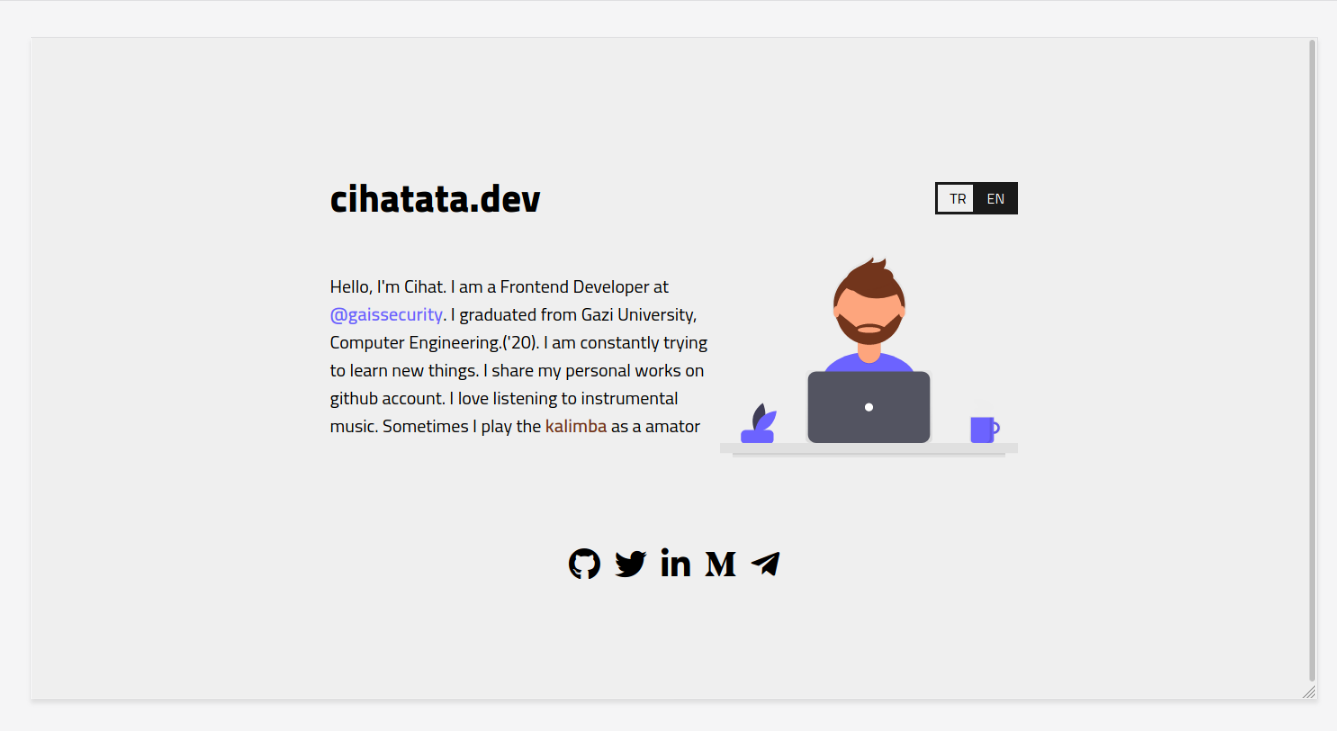 cihatata.dev
TR EN
Hello, I'm Cihat. I am a Frontend Developer at
@gaissecurity. I graduated from Gazi University,
Computer Engineering.('20). I am constantly trying
to learn new things. I share my personal works on
github account. I love listening to instrumental
music. Sometimes I play the kalimba as a amator
in M